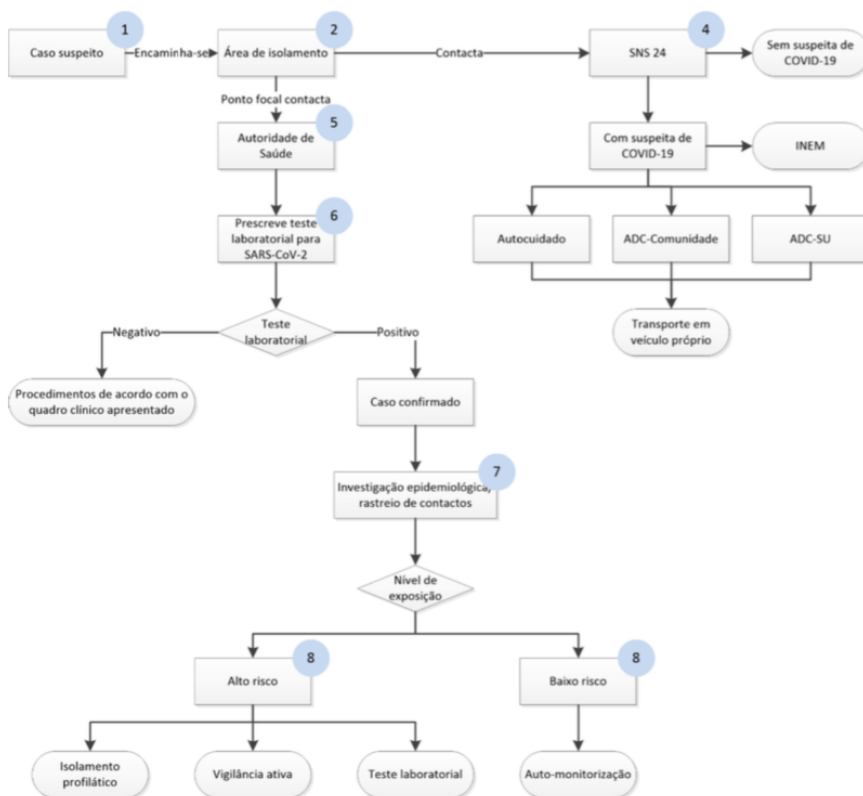 1
Caso suspeito
Encaminha-se
2
Área de isolamento
Contacta
4
SNS 24
Sem suspeita de
COVID-19
Ponto focal contacta
5
Autoridade de
Saúde
Com suspeita de
COVID-19
INEM
6
Prescreve teste
laboratorial para
SARS-CoV-2
Autocuidado
ADC-Comunidade
ADC-SU
Negativo
Teste
laboratorial
Positivo
Transporte em
veículo próprio
Procedimentos de acordo com o
quadro clínico apresentado
Caso confirmado
7
Investigação epidemiológica,
rastreio de contactos
Nível de
exposição
8
Alto risco
8
Baixo risco
Isolamento
profilático
Vigilância ativa
Teste laboratorial
Auto-monitorização